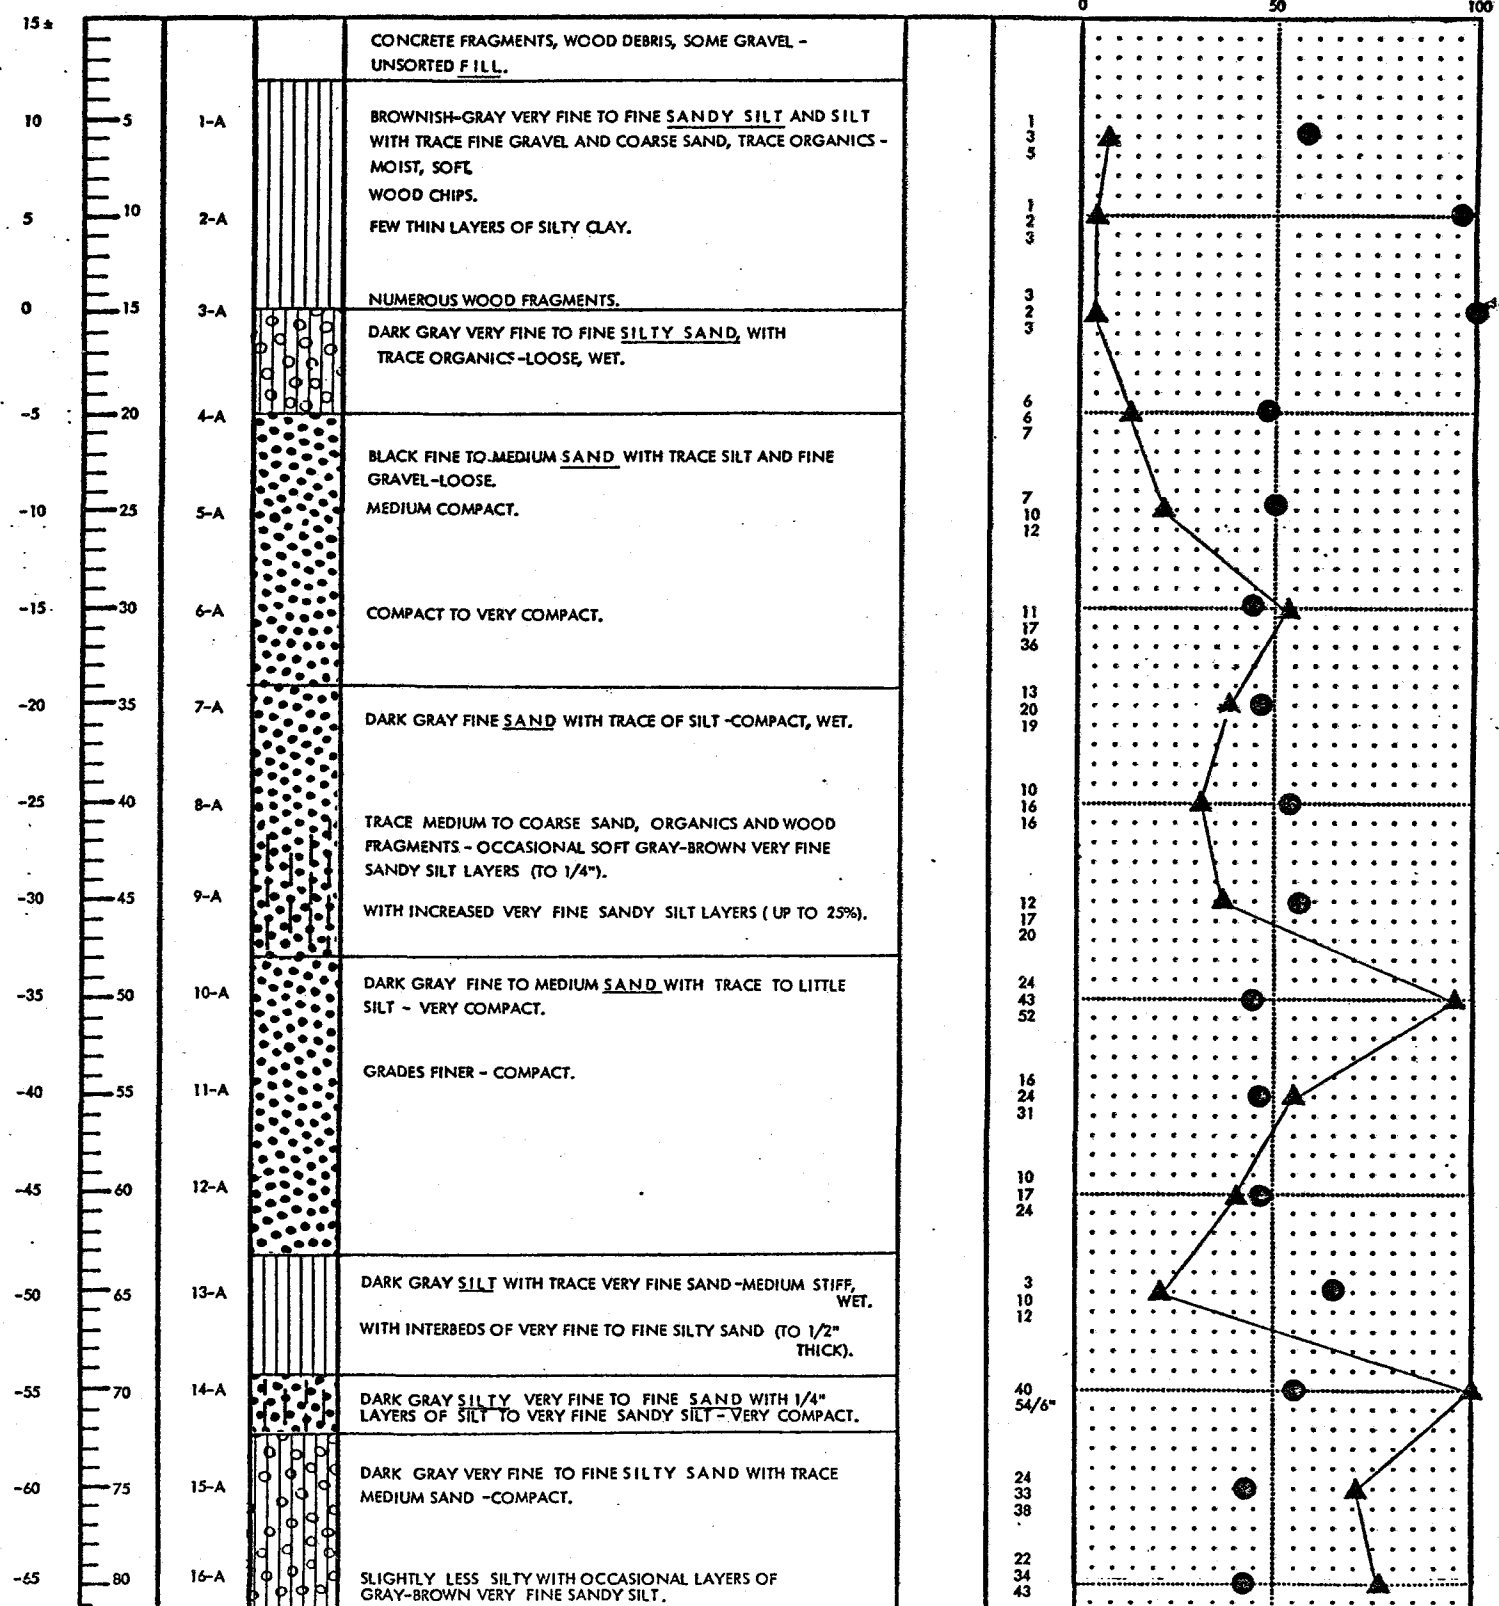 0 50 100
15 ±
CONCRETE FRAGMENTS, WOOD DEBRIS, SOME GRAVEL -
UNSORTED FILL.
10 5 1-A
BROWNISH-GRAY VERY FINE TO FINE SANDY SILT AND SILT
WITH TRACE FINE GRAVEL AND COARSE SAND, TRACE ORGANICS -
MOIST, SOFT.
WOOD CHIPS.
1
3
5
5 10 2-A
FEW THIN LAYERS OF SILTY CLAY.
1
2
3
NUMEROUS WOOD FRAGMENTS.
0 15 3-A
3
2
3
DARK GRAY VERY FINE TO FINE SILTY SAND, WITH
TRACE ORGANICS-LOOSE, WET.
-5 20 4-A
6
6
7
BLACK FINE TO MEDIUM SAND WITH TRACE SILT AND FINE
GRAVEL-LOOSE.
-10 25 5-A
MEDIUM COMPACT.
7
10
12
-15 30 6-A
COMPACT TO VERY COMPACT.
11
17
36
-20 35 7-A
DARK GRAY FINE SAND WITH TRACE OF SILT -COMPACT, WET.
13
20
19
-25 40 8-A
10
16
16
TRACE MEDIUM TO COARSE SAND, ORGANICS AND WOOD
FRAGMENTS - OCCASIONAL SOFT GRAY-BROWN VERY FINE
SANDY SILT LAYERS (TO 1/4").
-30 45 9-A
WITH INCREASED VERY FINE SANDY SILT LAYERS (UP TO 25%).
12
17
20
-35 50 10-A
DARK GRAY FINE TO MEDIUM SAND WITH TRACE TO LITTLE
SILT - VERY COMPACT.
24
43
52
GRADES FINER - COMPACT.
-40 55 11-A
16
24
31
-45 60 12-A
10
17
24
-50 65 13-A
DARK GRAY SILT WITH TRACE VERY FINE SAND-MEDIUM STIFF,
WET.
3
10
12
WITH INTERBEDS OF VERY FINE TO FINE SILTY SAND (TO 1/2"
THICK).
-55 70 14-A
DARK GRAY SILTY VERY FINE TO FINE SAND WITH 1/4"
LAYERS OF SILT TO VERY FINE SANDY SILT - VERY COMPACT.
40
54/6"
-60 75 15-A
DARK GRAY VERY FINE TO FINE SILTY SAND WITH TRACE
MEDIUM SAND -COMPACT.
24
33
38
-65 80 16-A
SLIGHTLY LESS SILTY WITH OCCASIONAL LAYERS OF
GRAY-BROWN VERY FINE SANDY SILT.
22
34
43